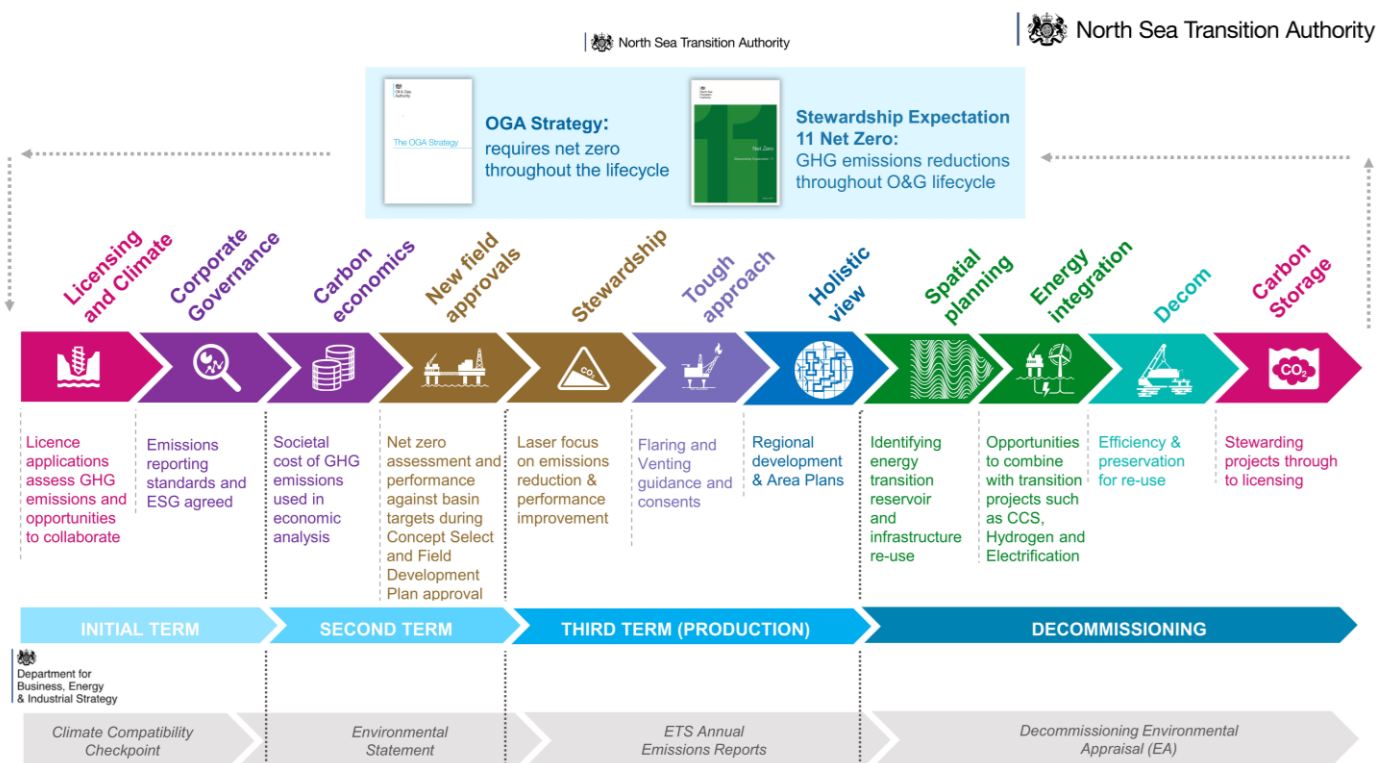 North Sea Transition Authority
North Sea Transition Authority
Oil & Gas
Authority
The OGA Strategy
OGA Strategy:
requires net zero
throughout the lifecycle
11
Net Zero
Stewardship Expectation 11
Stewardship Expectation
11 Net Zero:
GHG emissions reductions
throughout O&G lifecycle
Licensing
and Climate
Corporate
Governance
Carbon
economics
New field
approvals
Stewardship
Tough
approach
Holistic
view
Spatial
planning
Energy
integration
Decom
Carbon
Storage
CO2
CO2
Licence
applications
assess GHG
emissions and
opportunities
to collaborate
Emissions
reporting
standards and
ESG agreed
Societal
cost of GHG
emissions
used in
economic
analysis
Net zero
assessment and
performance
against basin
targets during
Concept Select
and Field
Development
Plan approval
Laser focus
on emissions
reduction &
performance
improvement
Flaring and
Venting
guidance and
consents
Regional
development
& Area Plans
Identifying
energy
transition
reservoir
and
infrastructure
re-use
Opportunities
to combine
with transition
projects such
as CCS,
Hydrogen and
Electrification
Efficiency &
preservation
for re-use
Stewarding
projects through
to licensing
INITIAL TERM
SECOND TERM
THIRD TERM (PRODUCTION)
DECOMMISSIONING
Department for
Business, Energy
& Industrial Strategy
Climate Compatibility
Checkpoint
Environmental
Statement
ETS Annual
Emissions Reports
Decommissioning Environmental
Appraisal (EA)